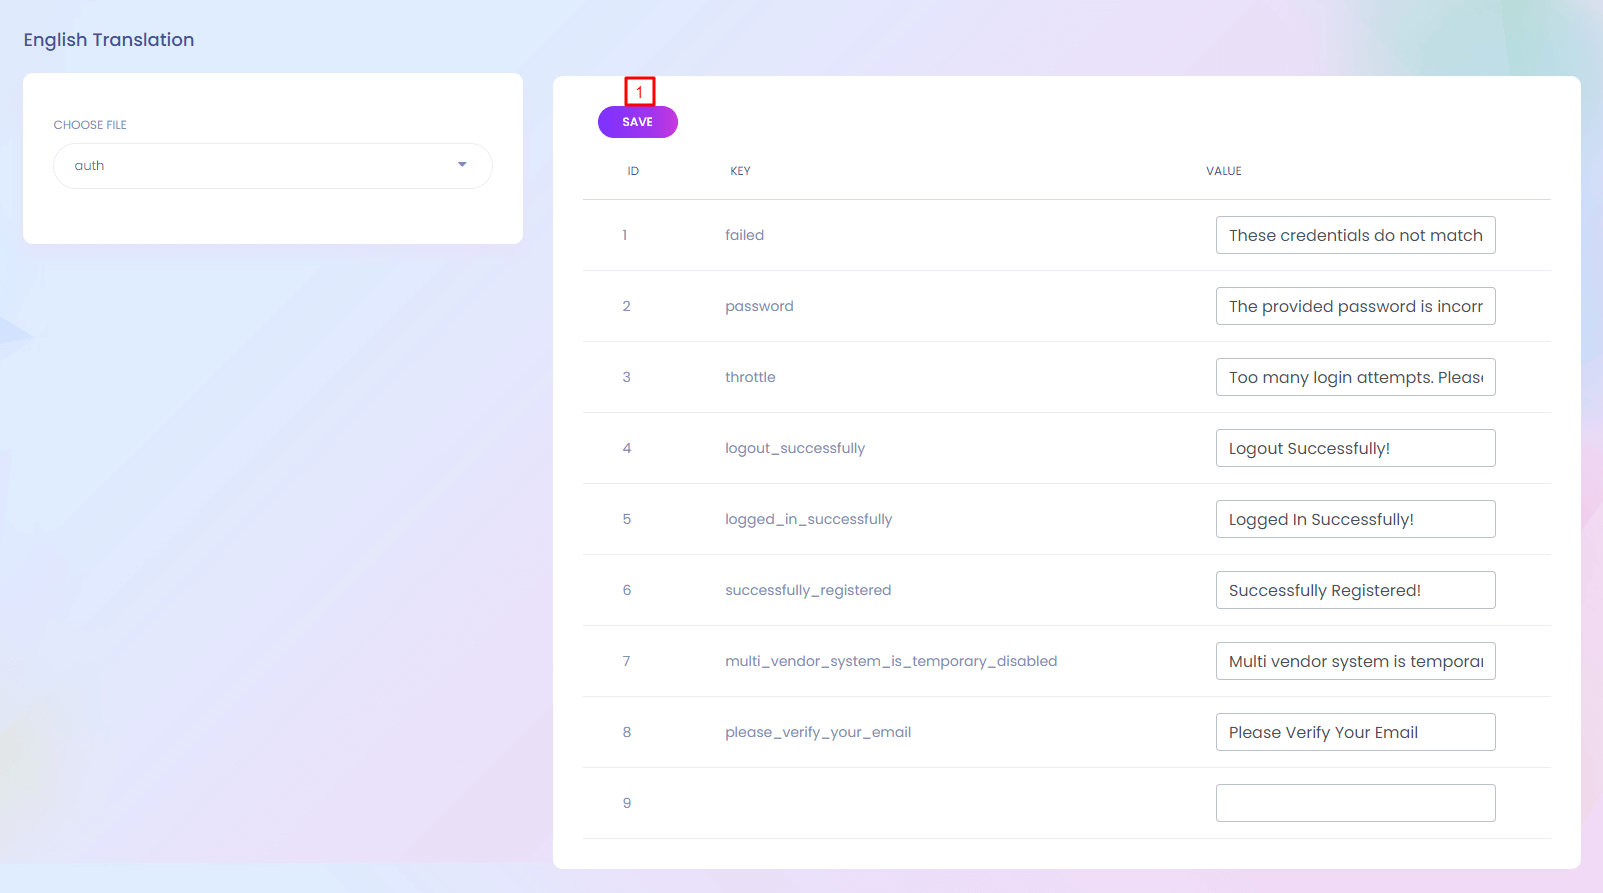 English Translation
CHOOSE FILE
auth
1
SAVE
ID KEY VALUE
1 failed These credentials do not match
2 password The provided password is incorr
3 throttle Too many login attempts. Pleas
4 logout_successfully Logout Successfully!
5 logged_in_successfully Logged In Successfully!
6 successfully_registered Successfully Registered!
7 multi_vendor_system_is_temporary_disabled Multi vendor system is tempora
8 please_verify_your_email Please Verify Your Email
9